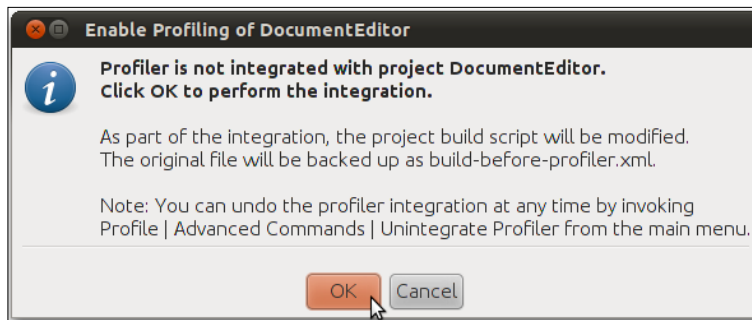 Enable Profiling of DocumentEditor
Profiler is not integrated with project DocumentEditor.
Click OK to perform the integration.
As part of the integration, the project build script will be modified.
The original file will be backed up as build-before-profiler.xml.
Note: You can undo the profiler integration at any time by invoking
Profile | Advanced Commands | Unintegrate Profiler from the main menu.
OK Cancel